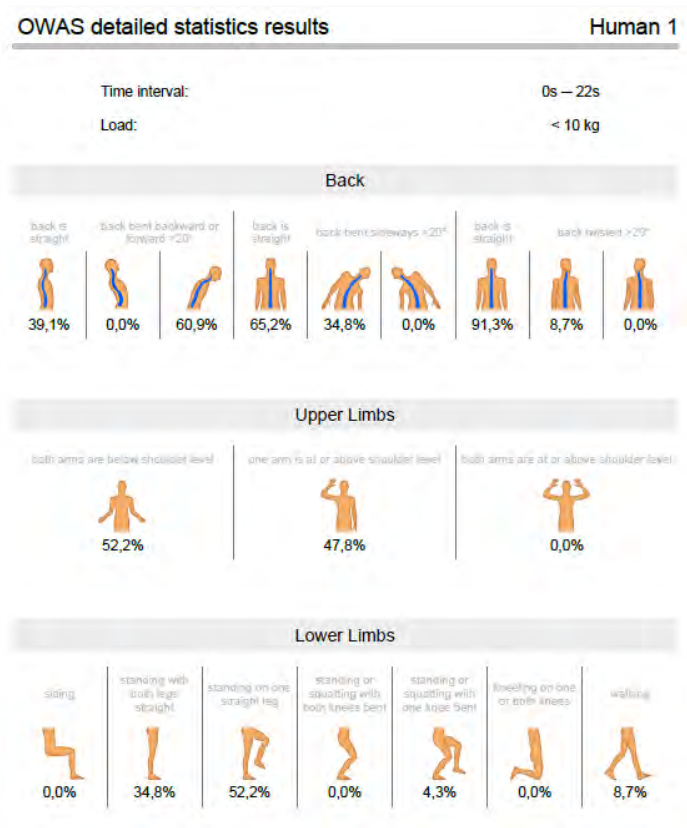 OWAS detailed statistics results Human 1
Time interval: 0s – 22s
Load: < 10 kg
Back
back is straight
back bent backward or forward >20°
back is straight
back bent sideways >20°
back is straight
back twisted >20°
39,1% 0,0% 60,9% 65,2% 34,8% 0,0% 91,3% 8,7% 0,0%
Upper Limbs
both arms are below shoulder level
one arm is at or above shoulder level
both arms are at or above shoulder level
52,2% 47,8% 0,0%
Lower Limbs
standing with both legs straight
standing on one straight leg
standing or squatting with both knees bent
standing or squatting with one knee bent
kneeling on one or both knees
walking
0,0% 34,8% 52,2% 0,0% 4,3% 0,0% 8,7%